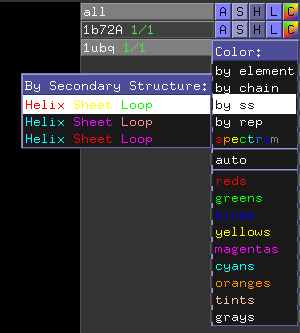 all A S H L C
1b72A 1/1 A S H L C
1ubq 1/1
Color:
by element
by chain
by ss
by rep
spectrum
auto
reds
greens
blues
yellows
magentas
cyans
oranges
tints
grays
By Secondary Structure:
Helix Sheet Loop
Helix Sheet Loop
Helix Sheet Loop